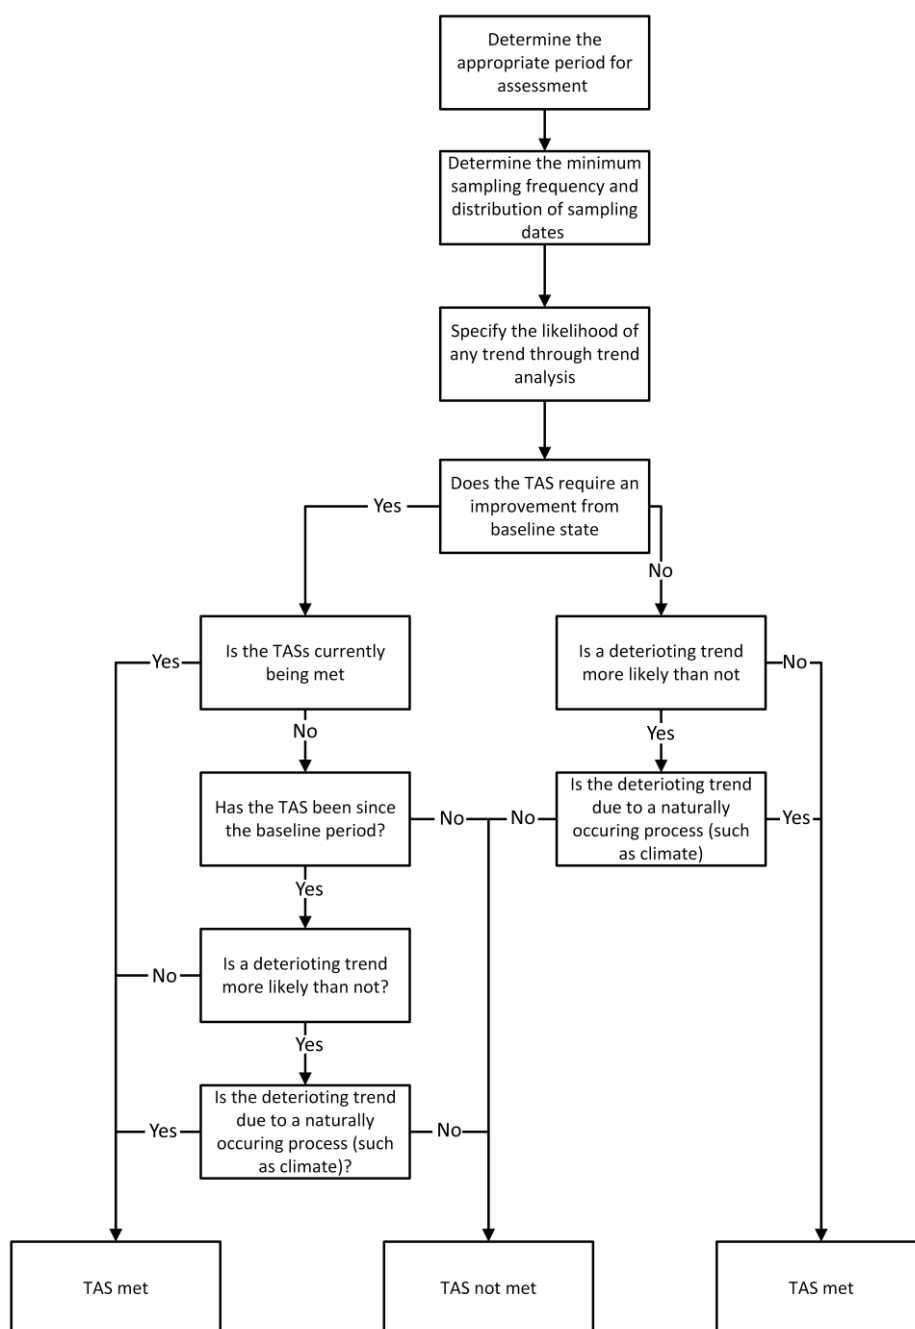 Determine the
appropriate period for
assessment
Determine the minimum
sampling frequency and
distribution of sampling
dates
Specify the likelihood of
any trend through trend
analysis
Does the TAS require an
improvement from
baseline state
Yes
No
Is the TASs currently
being met
Yes
No
Is a deterioting trend
more likely than not
No
Yes
Has the TAS been since
the baseline period?
No
Yes
Is the deterioting trend
due to a naturally
occuring process (such
as climate)
No
Yes
Is a deterioting trend
more likely than not?
No
Yes
Is the deterioting trend
due to a naturally
occuring process (such
as climate)?
Yes
No
TAS met
TAS not met
TAS met